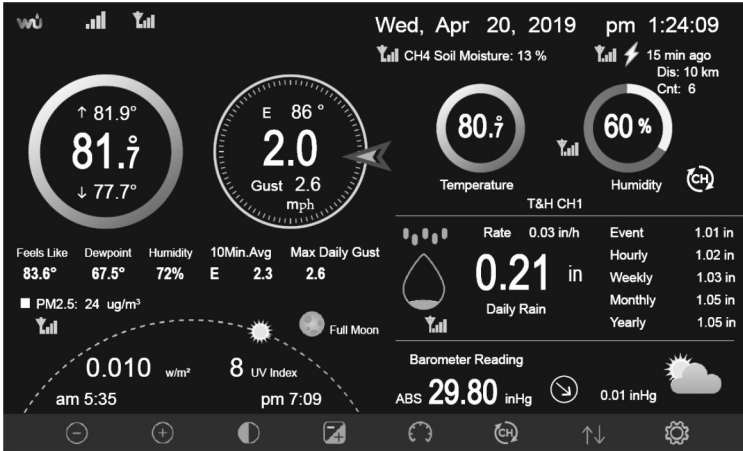 wu
Wed, Apr 20, 2019 pm 1:24:09
CH4 Soil Moisture: 13 %
15 min ago
Dis: 10 km
Cnt: 6
↑ 81.9°
81.7°
↓ 77.7°
E 86 °
2.0
Gust 2.6
mph
80.7°
Temperature
60 %
Humidity
CH
T&H CH1
Feels Like Dewpoint Humidity 10Min.Avg Max Daily Gust
83.6° 67.5° 72% E 2.3 2.6
PM2.5: 24 ug/m³
Full Moon
0.010 w/m² 8 UV Index
am 5:35 pm 7:09
Rate 0.03 in/h
0.21 in
Daily Rain
Event 1.01 in
Hourly 1.02 in
Weekly 1.03 in
Monthly 1.05 in
Yearly 1.05 in
Barometer Reading
ABS 29.80 inHg 0.01 inHg
CH